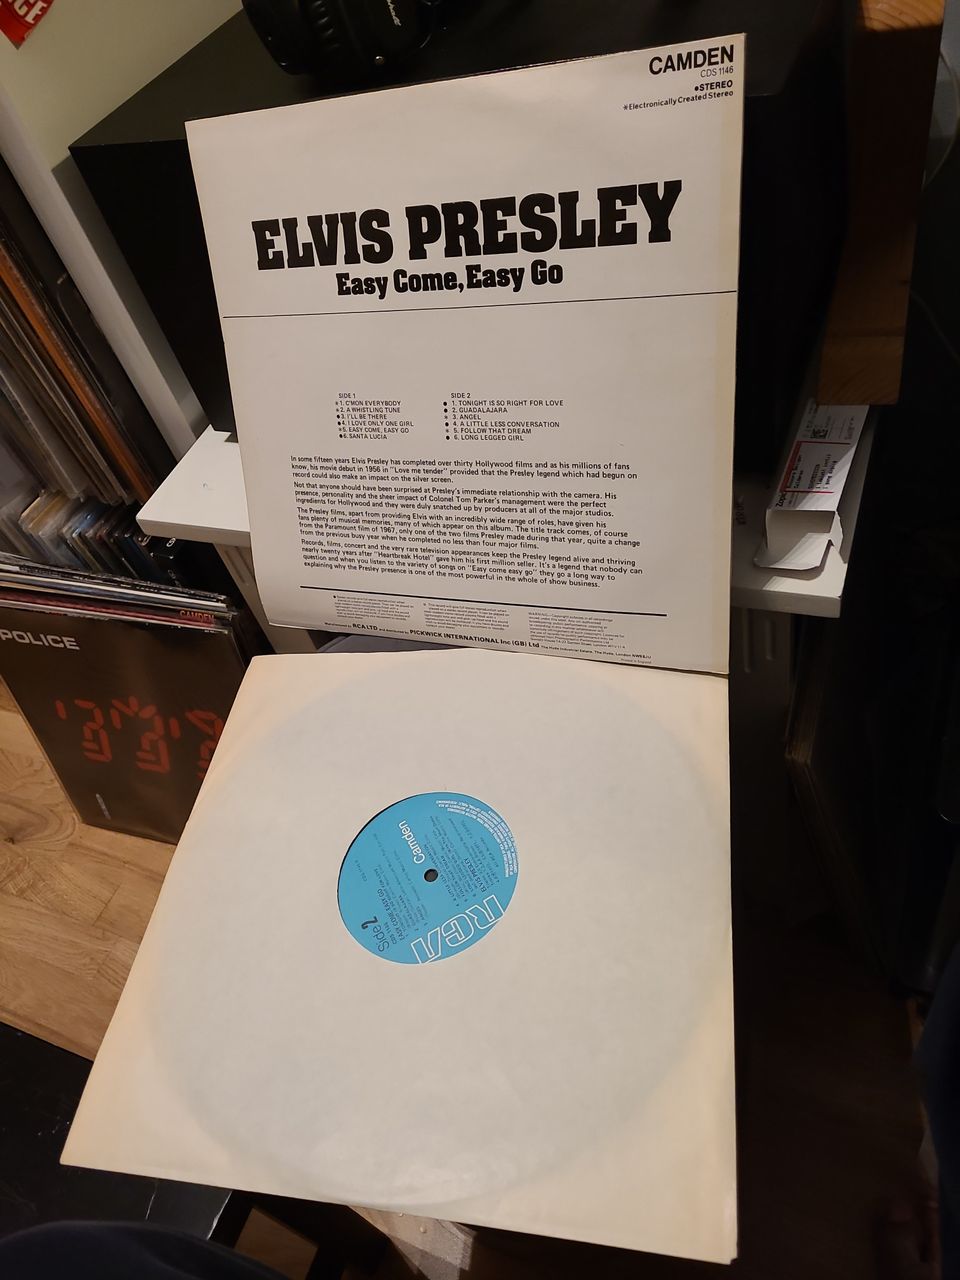 CAMDEN
CDS 1146
●STEREO
*Electronically Created Stereo
ELVIS PRESLEY
Easy Come, Easy Go
SIDE 1
*1. C'MON EVERYBODY
*2. A WHISTLING TUNE
●3. I'LL BE THERE
●4. I LOVE ONLY ONE GIRL
*5. EASY COME, EASY GO
●6. SANTA LUCIA
SIDE 2
● 1. TONIGHT IS SO RIGHT FOR LOVE
● 2. GUADALAJARA
* 3. ANGEL
● 4. A LITTLE LESS CONVERSATION
* 5. FOLLOW THAT DREAM
● 6. LONG LEGGED GIRL
In some fifteen years Elvis Presley has completed over thirty Hollywood films and as his millions of fans
know, his movie debut in 1956 in "Love me tender" provided that the Presley legend which had begun on
record could also make an impact on the silver screen.
Not that anyone should have been surprised at Presley's immediate relationship with the camera. His
presence, personality and the sheer impact of Colonel Tom Parker's management were the perfect
ingredients for Hollywood and they were duly snatched up by producers at all of the major studios.
The Presley films, apart from providing Elvis with an incredibly wide range of roles, have given his
fans plenty of musical memories, many of which appear on this album. The title track comes, of course
from the Paramount film of 1967, only one of the two films Presley made during that year, quite a change
from the previous busy year when he completed no less than four major films.
Records, films, concert and the very rare television appearances keep the Presley legend alive and thriving
nearly twenty years after "Heartbreak Hotel" gave him his first million seller. It's a legend that nobody can
question and when you listen to the variety of songs on "Easy come easy go" they go a long way to
explaining why the Presley presence is one of the most powerful in the whole of show business.
Manufactured by RCA LTD and distributed by PICKWICK INTERNATIONAL Inc (GB) Ltd The Hyde Industrial Estate, The Hyde, London NW9 6JU
Printed in England
POLICE
CAMDEN
Camden
Side 2
EASY COME, EASY GO
ELVIS PRESLEY
RCA